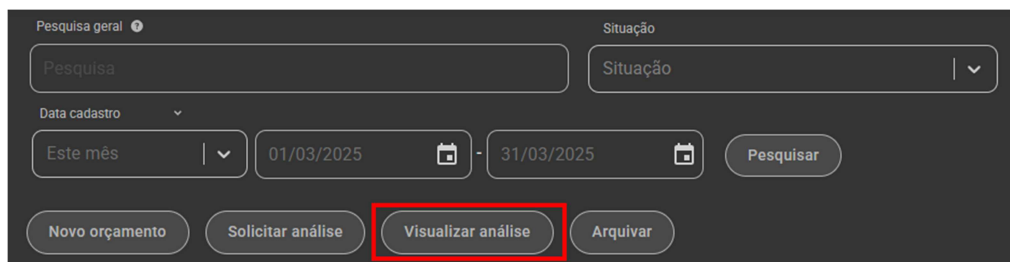 Pesquisa geral ?
Situação
Pesquisa
Situação
Data cadastro
Este mês
01/03/2025 - 31/03/2025
Pesquisar
Novo orçamento
Solicitar análise
Visualizar análise
Arquivar